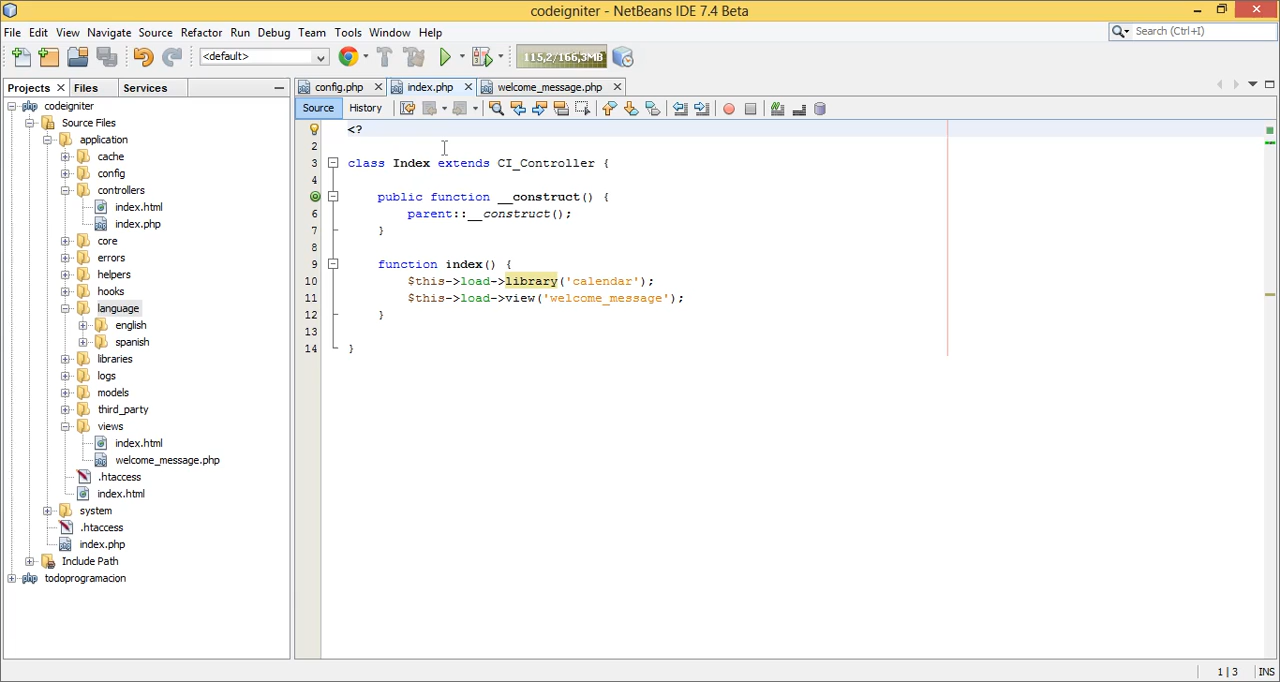 codeigniter - NetBeans IDE 7.4 Beta
File Edit View Navigate Source Refactor Run Debug Team Tools Window Help
Search (Ctrl+I)
<default>
115,2/166,3MB
Projects Files Services
config.php index.php welcome_message.php
Source History
codeigniter
Source Files
application
cache
config
controllers
index.html
index.php
core
errors
helpers
hooks
language
english
spanish
libraries
logs
models
third_party
views
index.html
welcome_message.php
.htaccess
index.html
system
.htaccess
index.php
Include Path
todoprogramacion
<?
2
3 class Index extends CI_Controller {
4
public function __construct() {
6 parent::__construct();
7 }
8
9 function index() {
10 $this->load->library('calendar');
11 $this->load->view('welcome_message');
12 }
13
14 }
1 | 3 INS